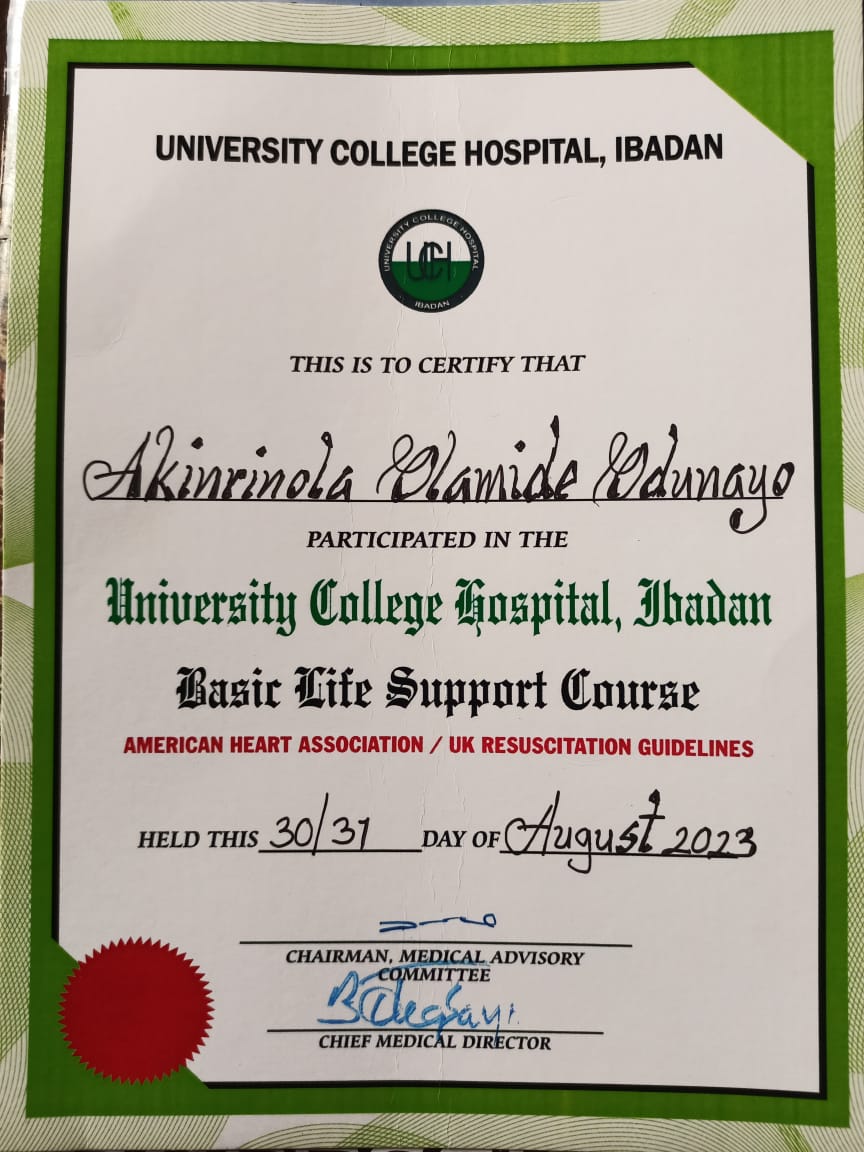 UNIVERSITY COLLEGE HOSPITAL, IBADAN
UNIVERSITY COLLEGE HOSPITAL
UCH
IBADAN
THIS IS TO CERTIFY THAT
Akinrinola Olamide Odunayo
PARTICIPATED IN THE
University College Hospital, Ibadan
Basic Life Support Course
AMERICAN HEART ASSOCIATION / UK RESUSCITATION GUIDELINES
HELD THIS 30/31 DAY OF August 2023
CHAIRMAN, MEDICAL ADVISORY
COMMITTEE
CHIEF MEDICAL DIRECTOR